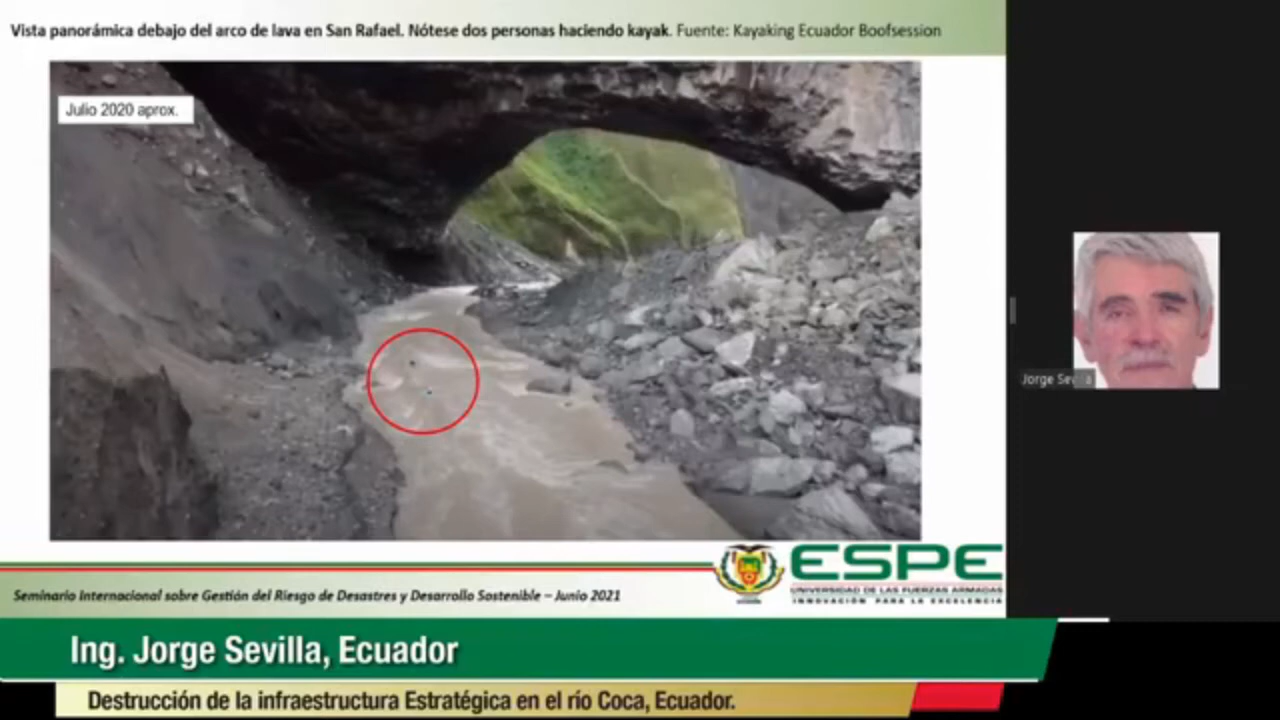 Vista panorámica debajo del arco de lava en San Rafael. Nótese dos personas haciendo kayak. Fuente: Kayaking Ecuador Boofsession
Julio 2020 aprox.
Jorge Sevilla
ESPE
UNIVERSIDAD DE LAS FUERZAS ARMADAS
INNOVACIÓN PARA LA EXCELENCIA
Seminario Internacional sobre Gestión del Riesgo de Desastres y Desarrollo Sostenible – Junio 2021
Ing. Jorge Sevilla, Ecuador
Destrucción de la infraestructura Estratégica en el río Coca, Ecuador.